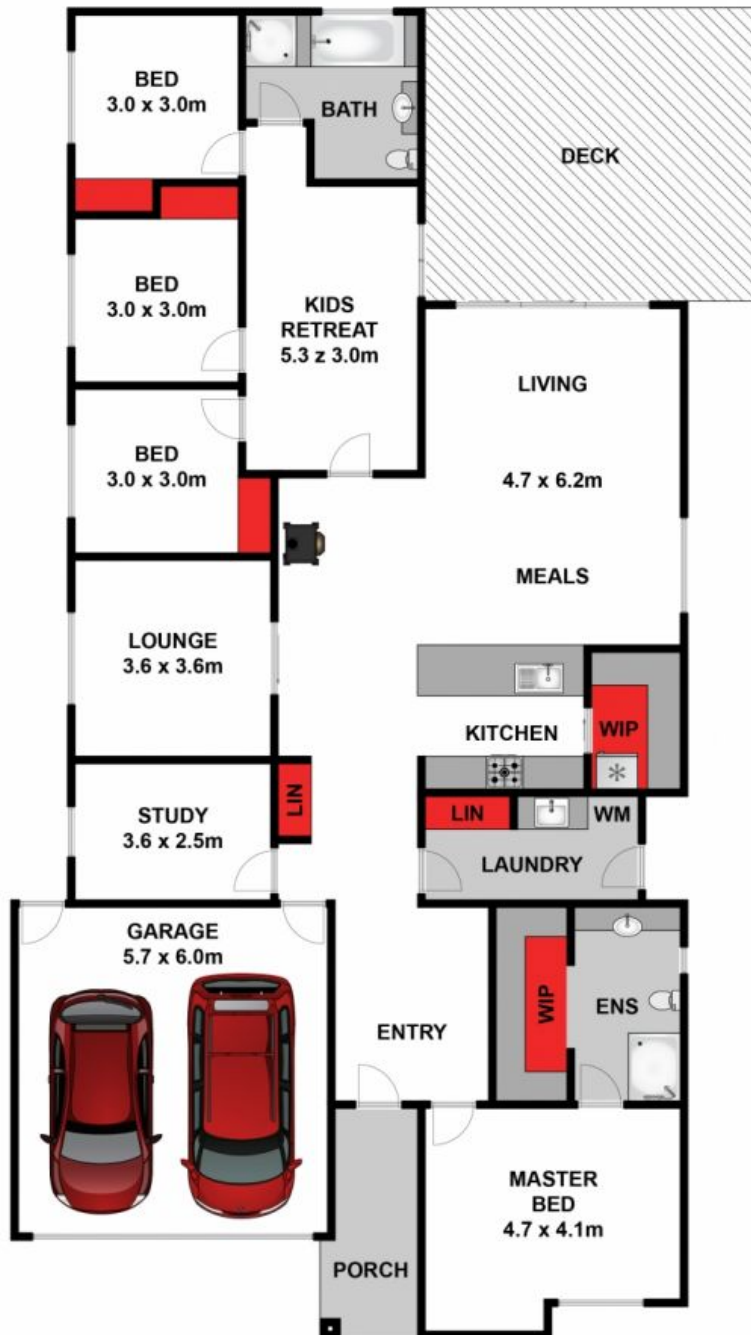 BED
3.0 x 3.0m
BATH
DECK
BED
3.0 x 3.0m
KIDS
RETREAT
5.3 z 3.0m
LIVING
BED
3.0 x 3.0m
4.7 x 6.2m
MEALS
LOUNGE
3.6 x 3.6m
KITCHEN
WIP
STUDY
3.6 x 2.5m
LIN
LIN
WM
LAUNDRY
GARAGE
5.7 x 6.0m
ENTRY
WIP
ENS
MASTER
BED
4.7 x 4.1m
PORCH